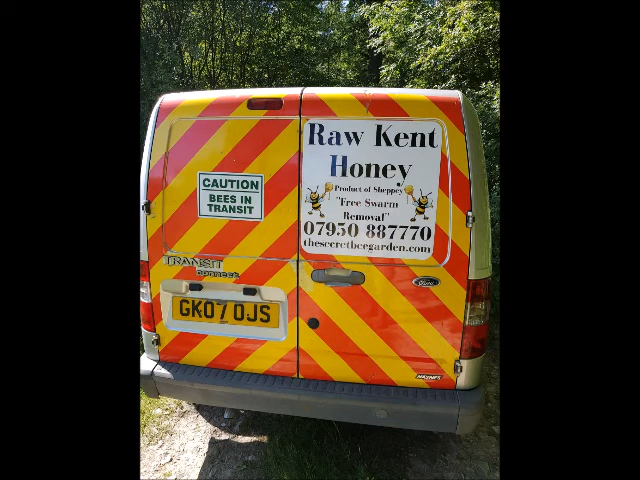 Raw Kent
Honey
Product of Sheppey
"Free Swarm
Removal"
07950 887770
thesecretbeegarden.com
CAUTION
BEES IN
TRANSIT
TRANSIT
CONNECT
Ford
GK07 OJS
HAYNES